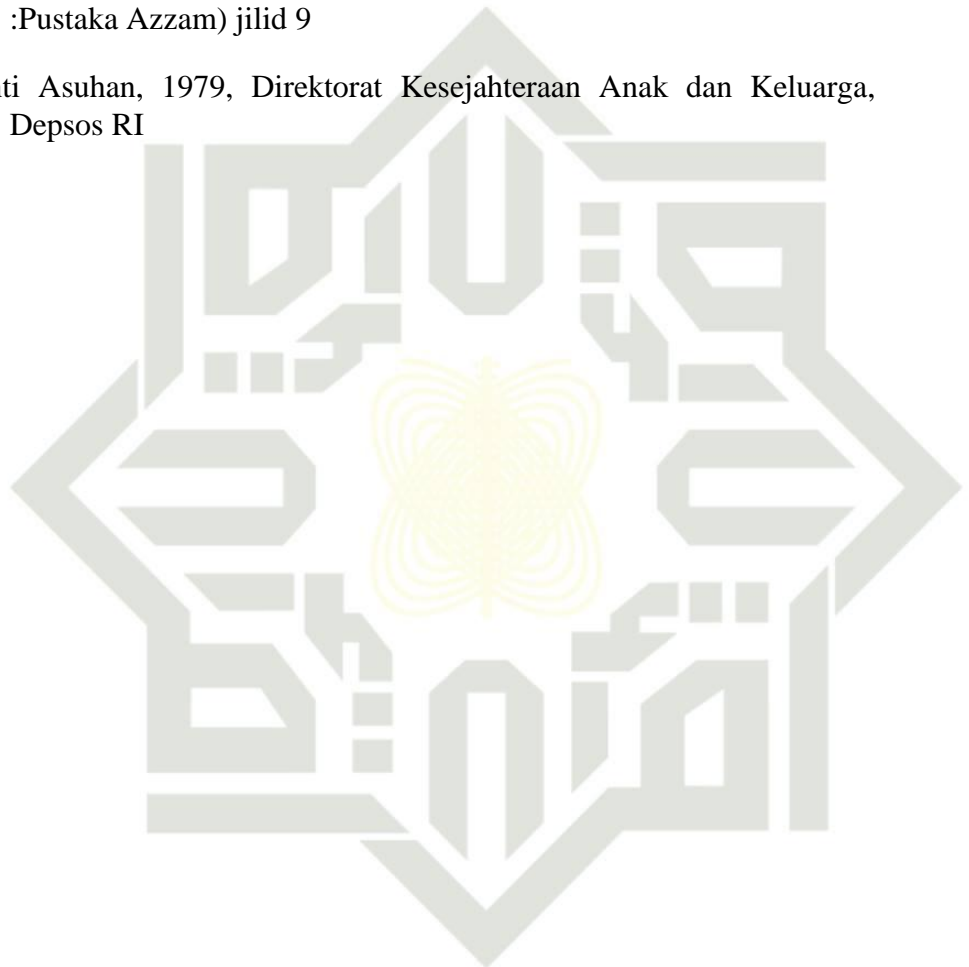 :Pustaka Azzam) jilid 9
ti Asuhan, 1979, Direktorat Kesejahteraan Anak dan Keluarga,
Depsos RI